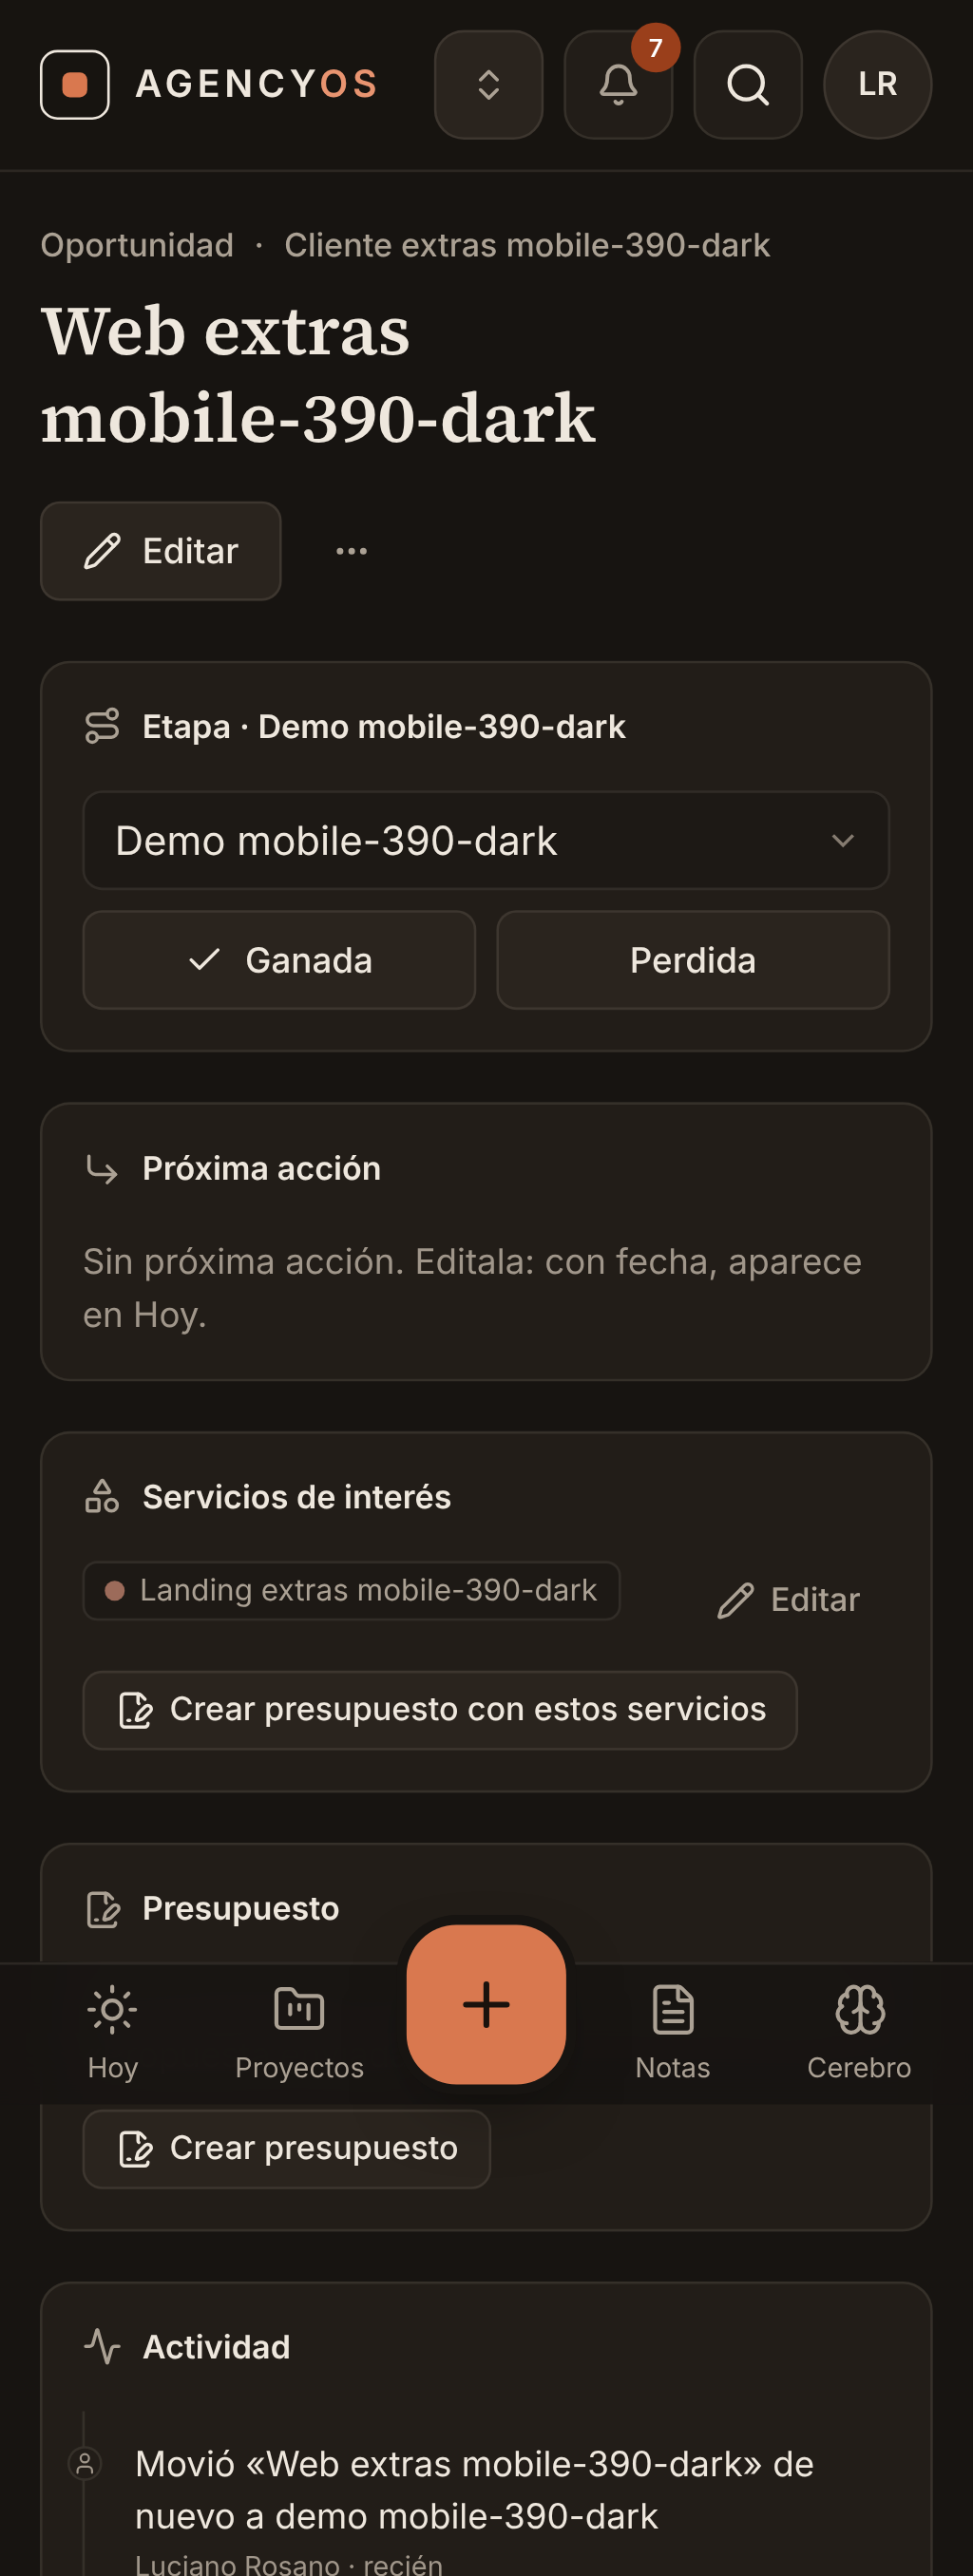 AGENCYOS
7
LR
Oportunidad · Cliente extras mobile-390-dark
Web extras
mobile-390-dark
Editar
Etapa · Demo mobile-390-dark
Demo mobile-390-dark
Ganada
Perdida
Próxima acción
Sin próxima acción. Editala: con fecha, aparece
en Hoy.
Servicios de interés
Landing extras mobile-390-dark
Editar
Crear presupuesto con estos servicios
Presupuesto
Hoy
Proyectos
Notas
Cerebro
Crear presupuesto
Actividad
Movió «Web extras mobile-390-dark» de
nuevo a demo mobile-390-dark
Luciano Rosano · recién